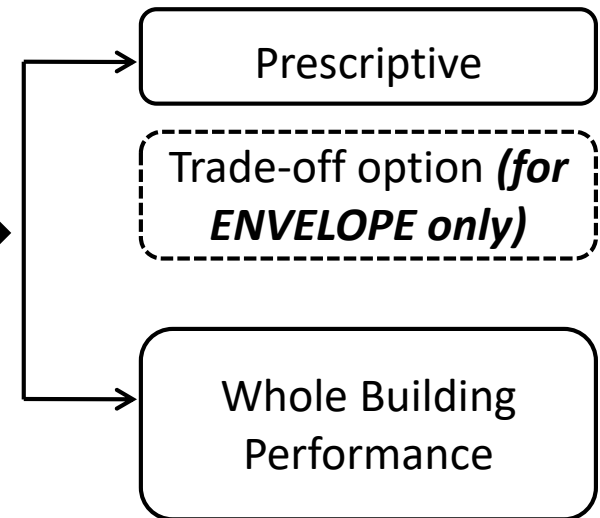 Prescriptive
Trade-off option (for
ENVELOPE only)
Whole Building
Performance